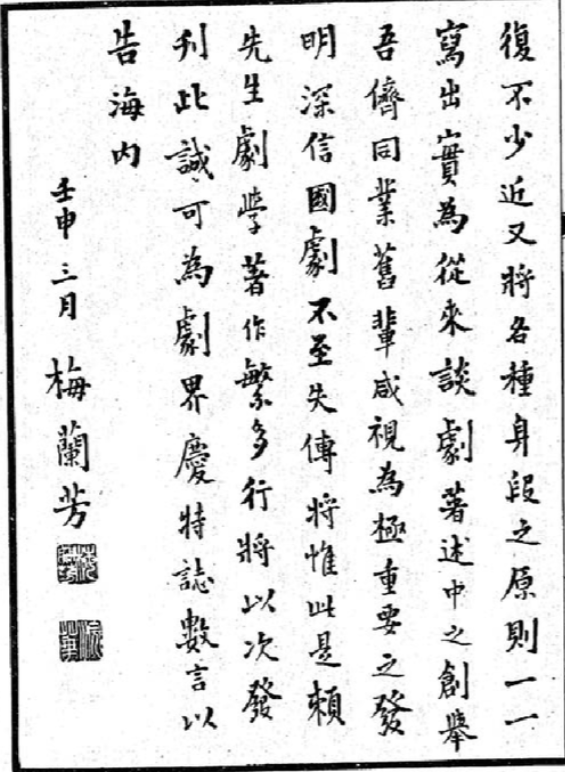 復不少近又將各種身段之原則一一
寫出實為從來談劇著述中之創舉
吾儕同業舊輩咸視為極重要之發
明深信國劇不至失傳將惟此是賴
先生劇學著作繁多行將以次發
刊此誠可為劇界慶特誌數言以
告海内
壬申三月 梅蘭芳